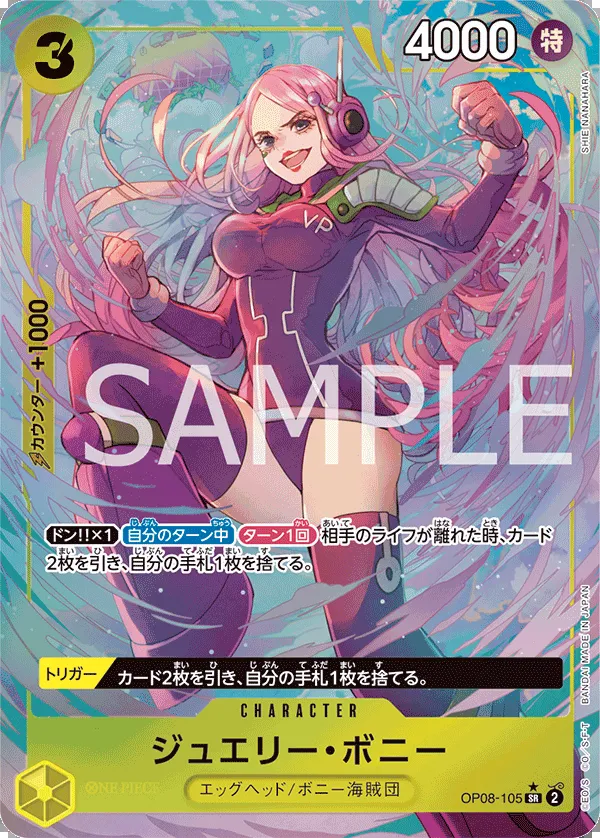 3
4000 特
SHIE NANAHARA
VP
カウンター +1000
SAMPLE
ドン!!×1 自分のターン中 ターン1回 相手のライフが離れた時、カード
2枚を引き、自分の手札1枚を捨てる。
トリガー カード2枚を引き、自分の手札1枚を捨てる。
BANDAI MADE IN JAPAN
©E.O./S. ©O./S.・F・T
CHARACTER
ジュエリー・ボニー
ONE PIECE
エッグヘッド/ボニー海賊団
OP08-105 SR 2